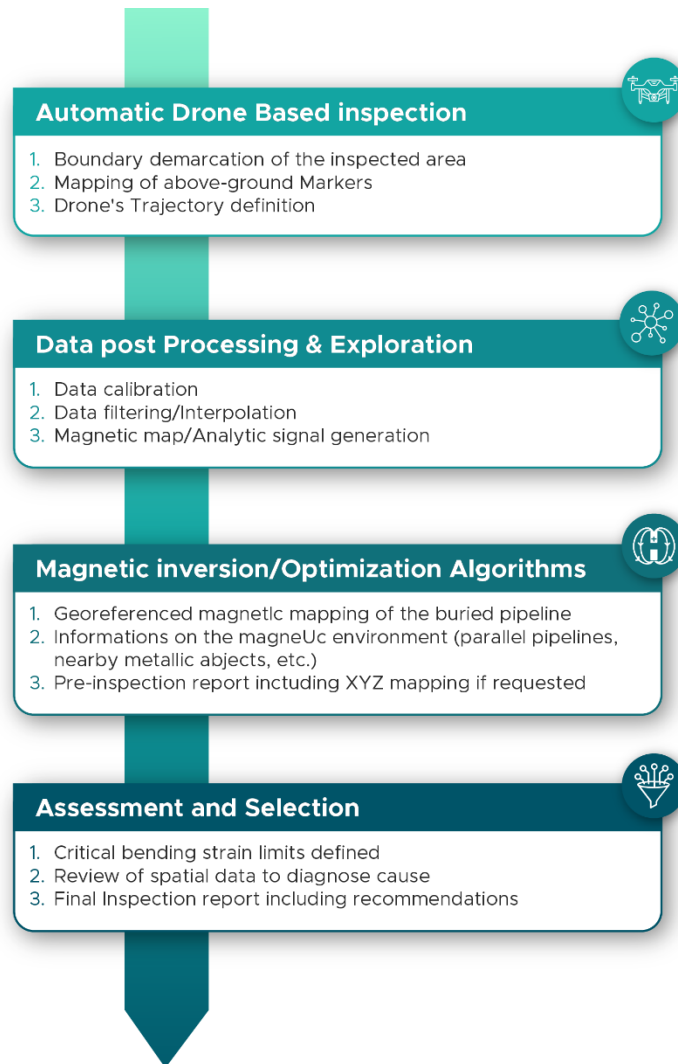 Automatic Drone Based inspection
1. Boundary demarcation of the inspected area
2. Mapping of above-ground Markers
3. Drone's Trajectory definition
Data post Processing & Exploration
1. Data calibration
2. Data filtering/Interpolation
3. Magnetic map/Analytic signal generation
Magnetic inversion/Optimization Algorithms
1. Georeferenced magnetIc mapping of the buried pipeline
2. Informations on the magneUc environment (parallel pipelines,
nearby metallic abjects, etc.)
3. Pre-inspection report including XYZ mapping if requested
Assessment and Selection
1. Critical bending strain limits defined
2. Review of spatial data to diagnose cause
3. Final Inspection report including recommendations